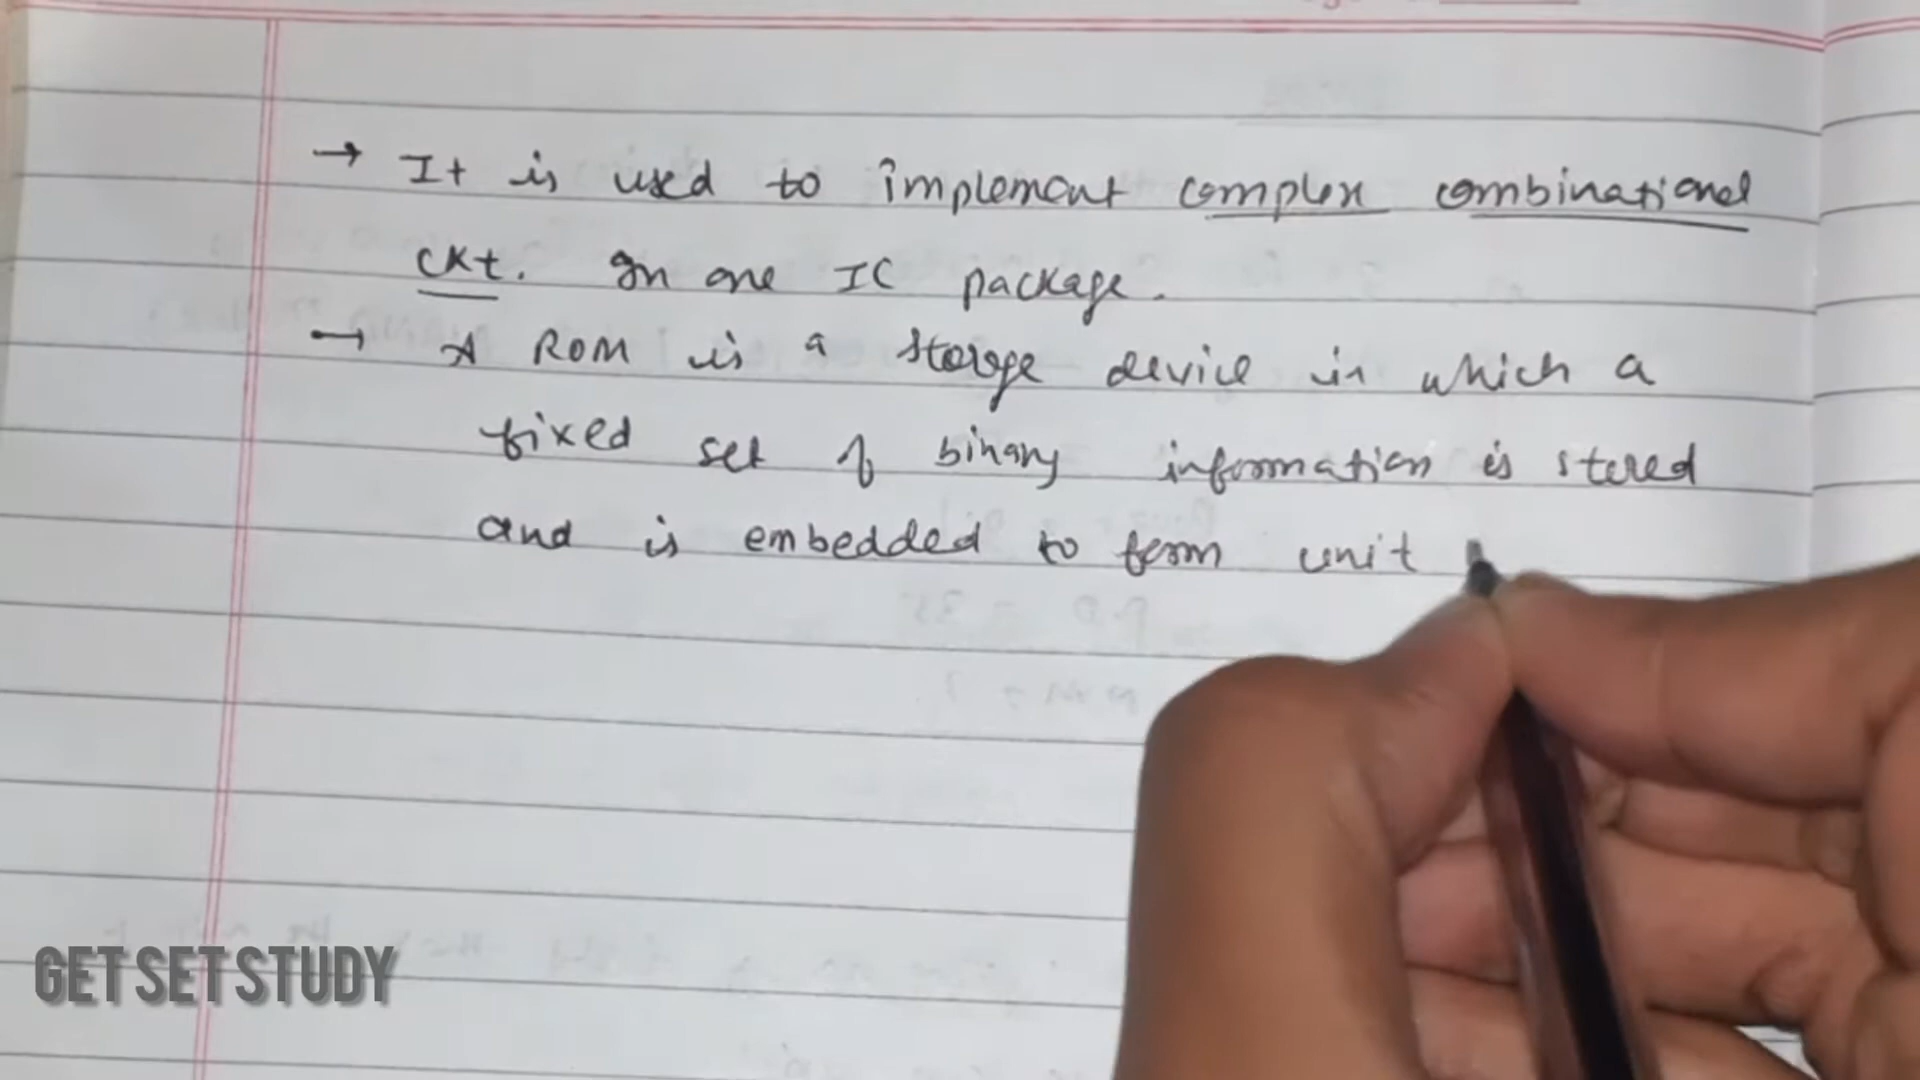 → It is used to implement complex combinational
ckt. In one IC package.
→ A ROM is a storage device in which a
fixed set of binary information is stored
and is embedded to form unit
GET SET STUDY